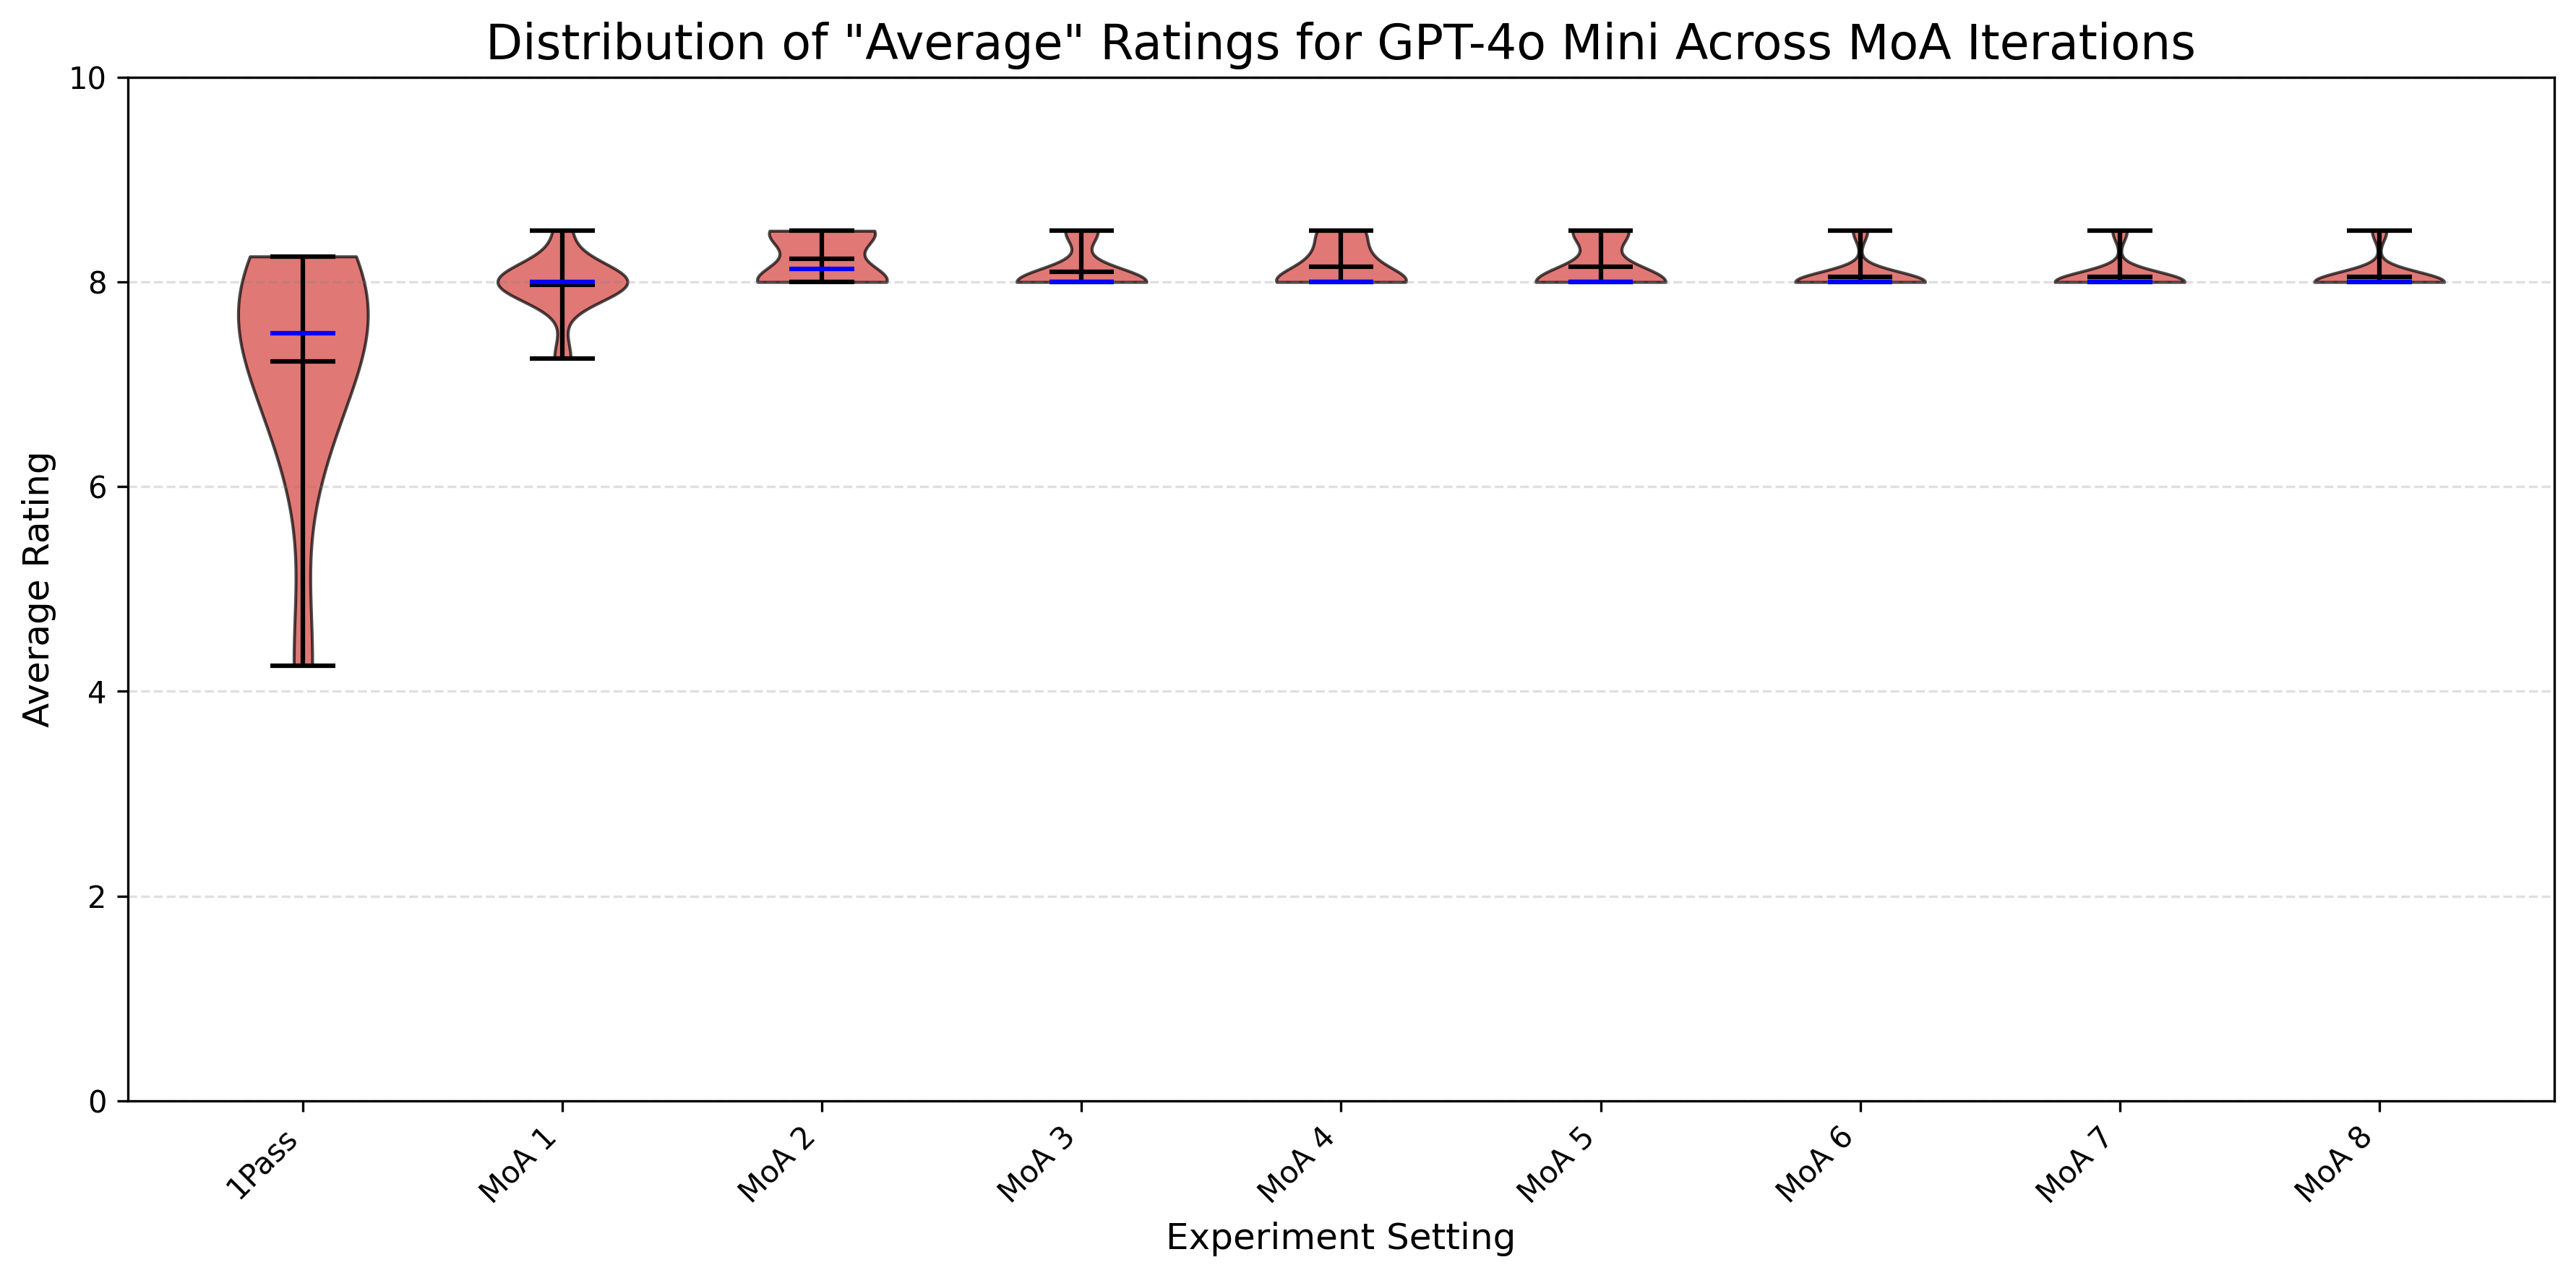 Distribution of "Average" Ratings for GPT-4o Mini Across MoA Iterations
Average Rating
10
8
6
4
2
0
1Pass
MoA 1
MoA 2
MoA 3
MoA 4
MoA 5
MoA 6
MoA 7
MoA 8
Experiment Setting